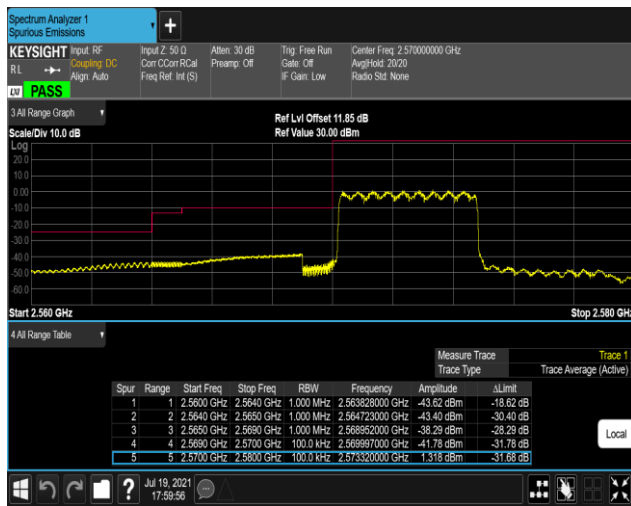 Spectrum Analyzer 1
Spurious Emissions
+
KEYSIGHT Input: RF Input Z: 50 Ω Atten: 30 dB Trig: Free Run Center Freq: 2.570000000 GHz
RL Coupling: DC Corr CCorr RCal Preamp: Off Gate: Off Avg|Hold: 20/20
Align: Auto Freq Ref: Int (S) IF Gain: Low Radio Std: None
LXI PASS
3 All Range Graph Ref Lvl Offset 11.85 dB
Scale/Div 10.0 dB Ref Value 30.00 dBm
Log
20.0
10.0
0.00
-10.0
-20.0
-30.0
-40.0
-50.0
-60.0
Start 2.560 GHz Stop 2.580 GHz
4 All Range Table
Measure Trace Trace 1
Trace Type Trace Average (Active)
Spur Range Start Freq Stop Freq RBW Frequency Amplitude ΔLimit
1 1 2.5600 GHz 2.5640 GHz 1.000 MHz 2.563828000 GHz -43.62 dBm -18.62 dB
2 2 2.5640 GHz 2.5650 GHz 1.000 MHz 2.564723000 GHz -43.40 dBm -30.40 dB
3 3 2.5650 GHz 2.5690 GHz 1.000 MHz 2.568952000 GHz -38.29 dBm -28.29 dB
4 4 2.5690 GHz 2.5700 GHz 100.0 kHz 2.569997000 GHz -41.78 dBm -31.78 dB
5 5 2.5700 GHz 2.5800 GHz 100.0 kHz 2.573320000 GHz 1.318 dBm -31.68 dB
Local
? Jul 19, 2021
17:59:56